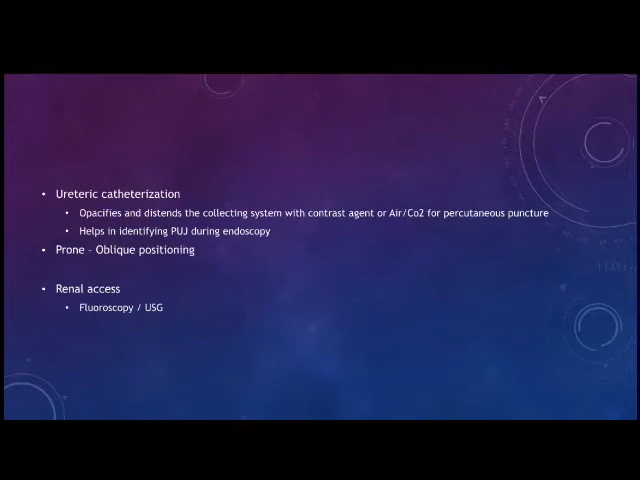 • Ureteric catheterization
• Opacifies and distends the collecting system with contrast agent or Air/Co2 for percutaneous puncture
• Helps in identifying PUJ during endoscopy
• Prone – Oblique positioning
• Renal access
• Fluoroscopy / USG